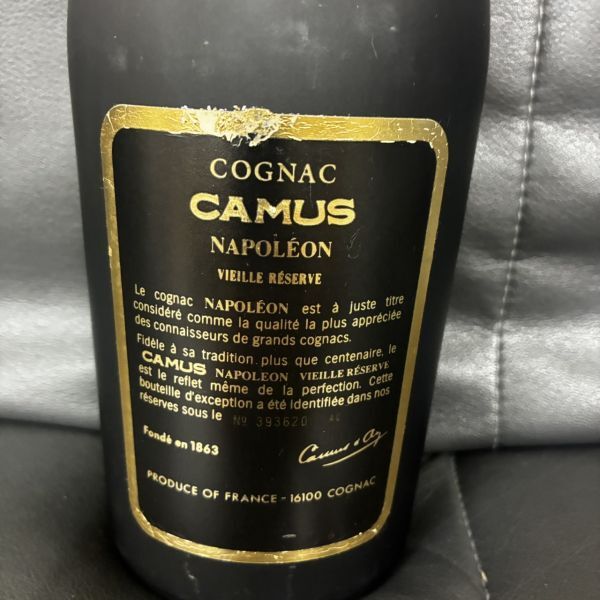 COGNAC
CAMUS
NAPOLÉON
VIEILLE RÉSERVE
Le cognac NAPOLÉON est à juste titre
considéré comme la qualité la plus appréciée
des connaisseurs de grands cognacs.
Fidèle à sa tradition plus que centenaire, le
CAMUS NAPOLEON VIEILLE RÉSERVE
est le reflet même de la perfection. Cette
bouteille d'exception a été identifiée dans nos
réserves sous le Nº 393620
Fondé en 1863
Camus & Co
PRODUCE OF FRANCE - 16100 COGNAC